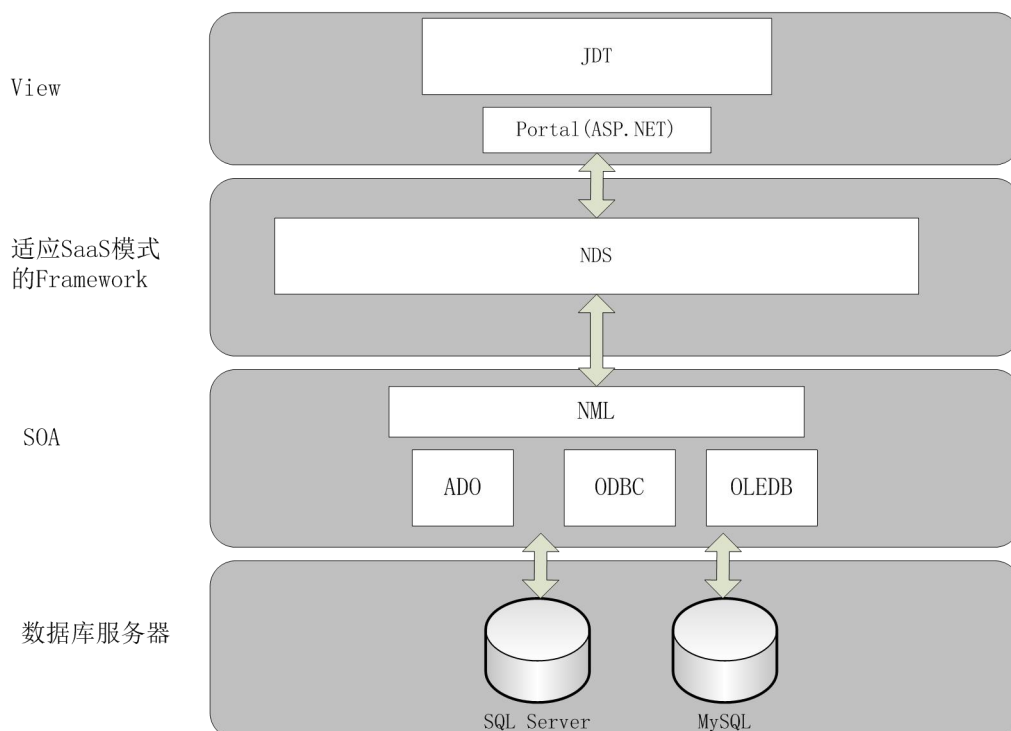 View
JDT
Portal(ASP.NET)
适应SaaS模式
的Framework
NDS
SOA
NML
ADO
ODBC
OLEDB
数据库服务器
SQL Server
MySQL